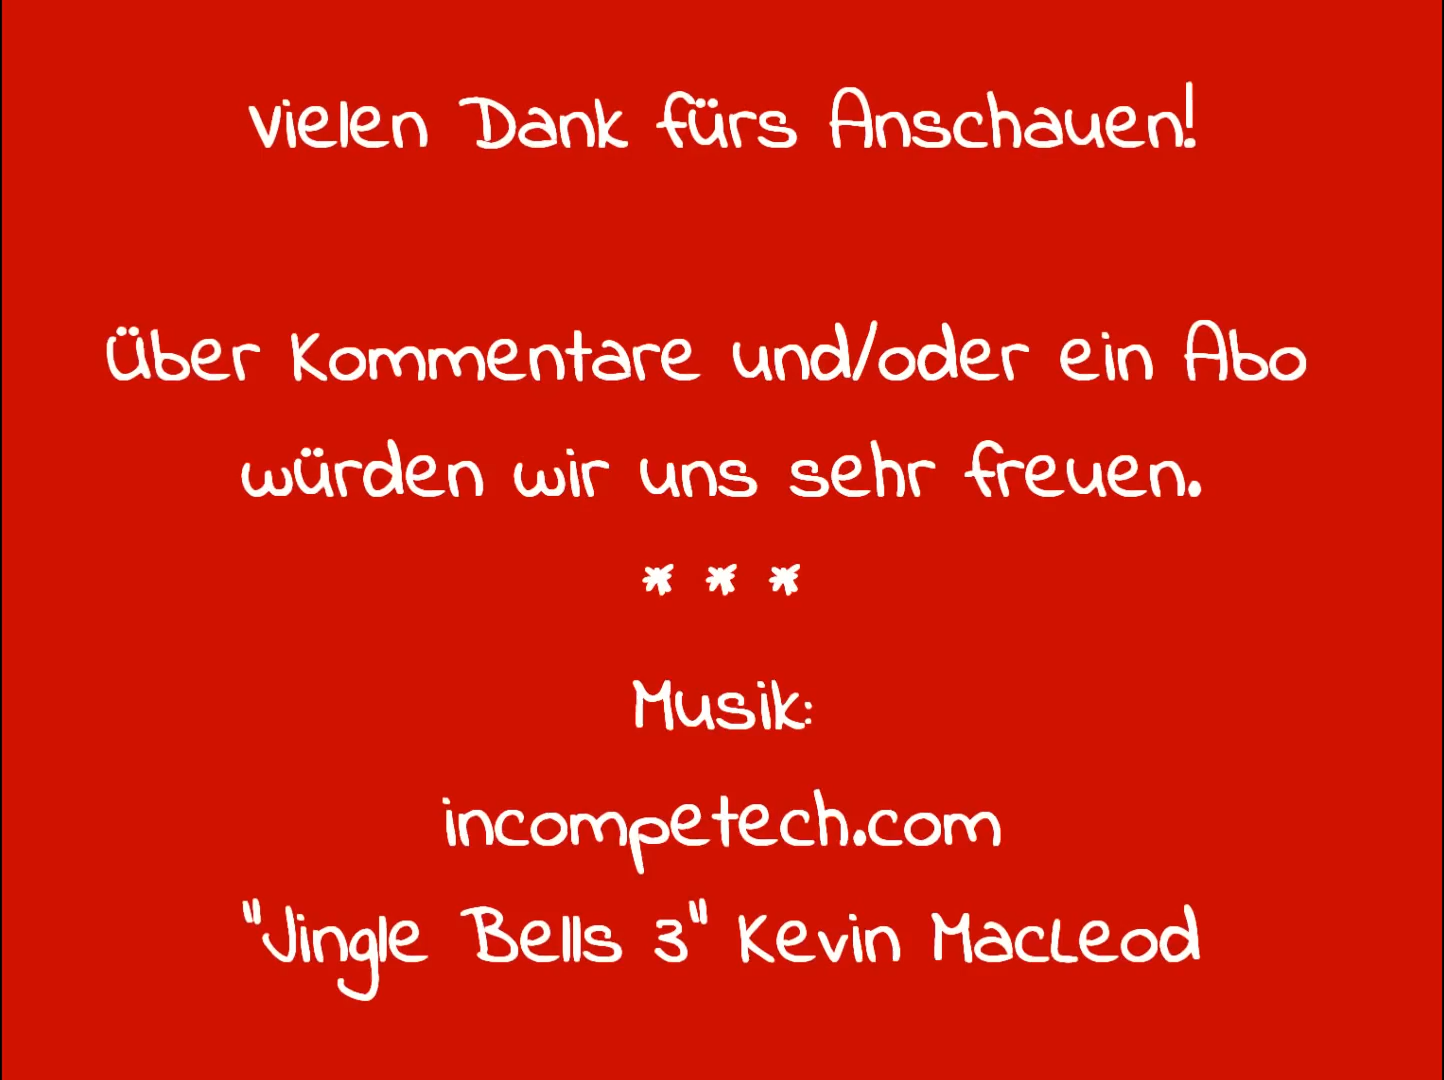 Vielen Dank fürs Anschauen!
Über Kommentare und/oder ein Abo
würden wir uns sehr freuen.
* * *
Musik:
incompetech.com
"Jingle Bells 3" Kevin MacLeod